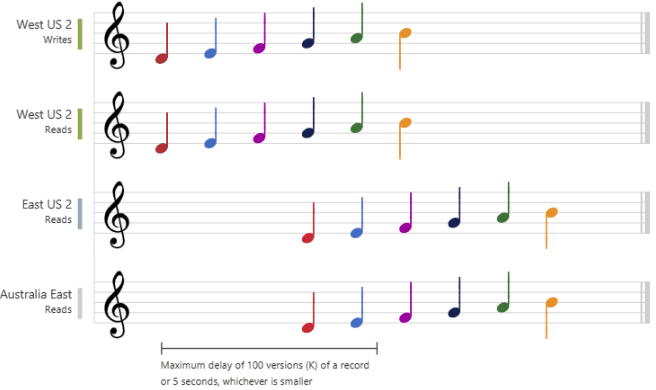 West US 2
Writes
West US 2
Reads
East US 2
Reads
Australia East
Reads
Maximum delay of 100 versions (K) of a record
or 5 seconds, whichever is smaller